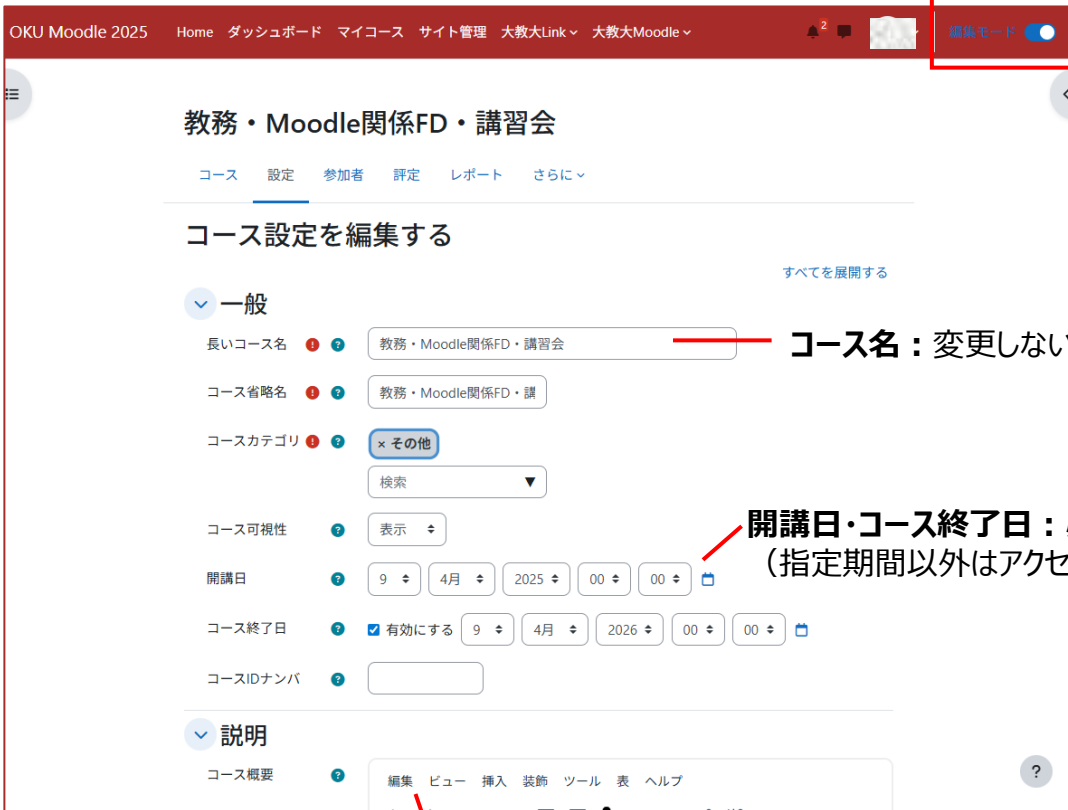 OKU Moodle 2025 Home ダッシュボード マイコース サイト管理 大教大Link 大教大Moodle 2 編集モード
教務・Moodle関係FD・講習会
コース 設定 参加者 評定 レポート さらに
コース設定を編集する
すべてを展開する
一般
長いコース名 ! ? 教務・Moodle関係FD・講習会
コース名：変更しない
コース省略名 ! ? 教務・Moodle関係FD・講
コースカテゴリ ! ? × その他
検索 ▼
コース可視性 ? 表示
開講日･コース終了日：
（指定期間以外はアクセ
開講日 ? 9 4月 2025 00 00
コース終了日 ? 有効にする 9 4月 2026 00 00
コースIDナンバ ?
説明
コース概要 ? 編集 ビュー 挿入 装飾 ツール 表 ヘルプ
?